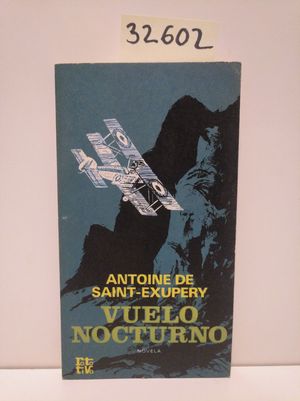 32602
ANTOINE DE
SAINT-EXUPERY
VUELO
NOCTURNO
NOVELA